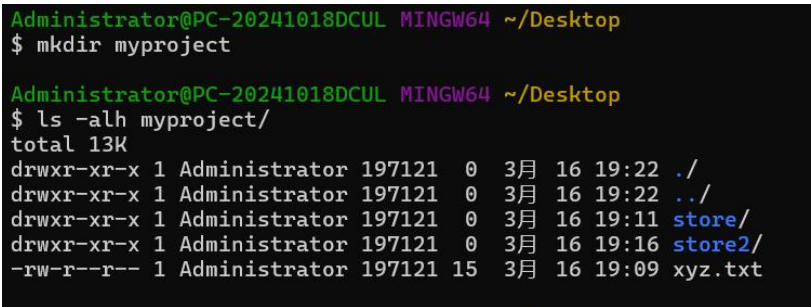 Administrator@PC-20241018DCUL MINGW64 ~/Desktop
$ mkdir myproject
Administrator@PC-20241018DCUL MINGW64 ~/Desktop
$ ls -alh myproject/
total 13K
drwxr-xr-x 1 Administrator 197121  0  3月  16 19:22 ./
drwxr-xr-x 1 Administrator 197121  0  3月  16 19:22 ../
drwxr-xr-x 1 Administrator 197121  0  3月  16 19:11 store/
drwxr-xr-x 1 Administrator 197121  0  3月  16 19:16 store2/
-rw-r--r-- 1 Administrator 197121 15  3月  16 19:09 xyz.txt